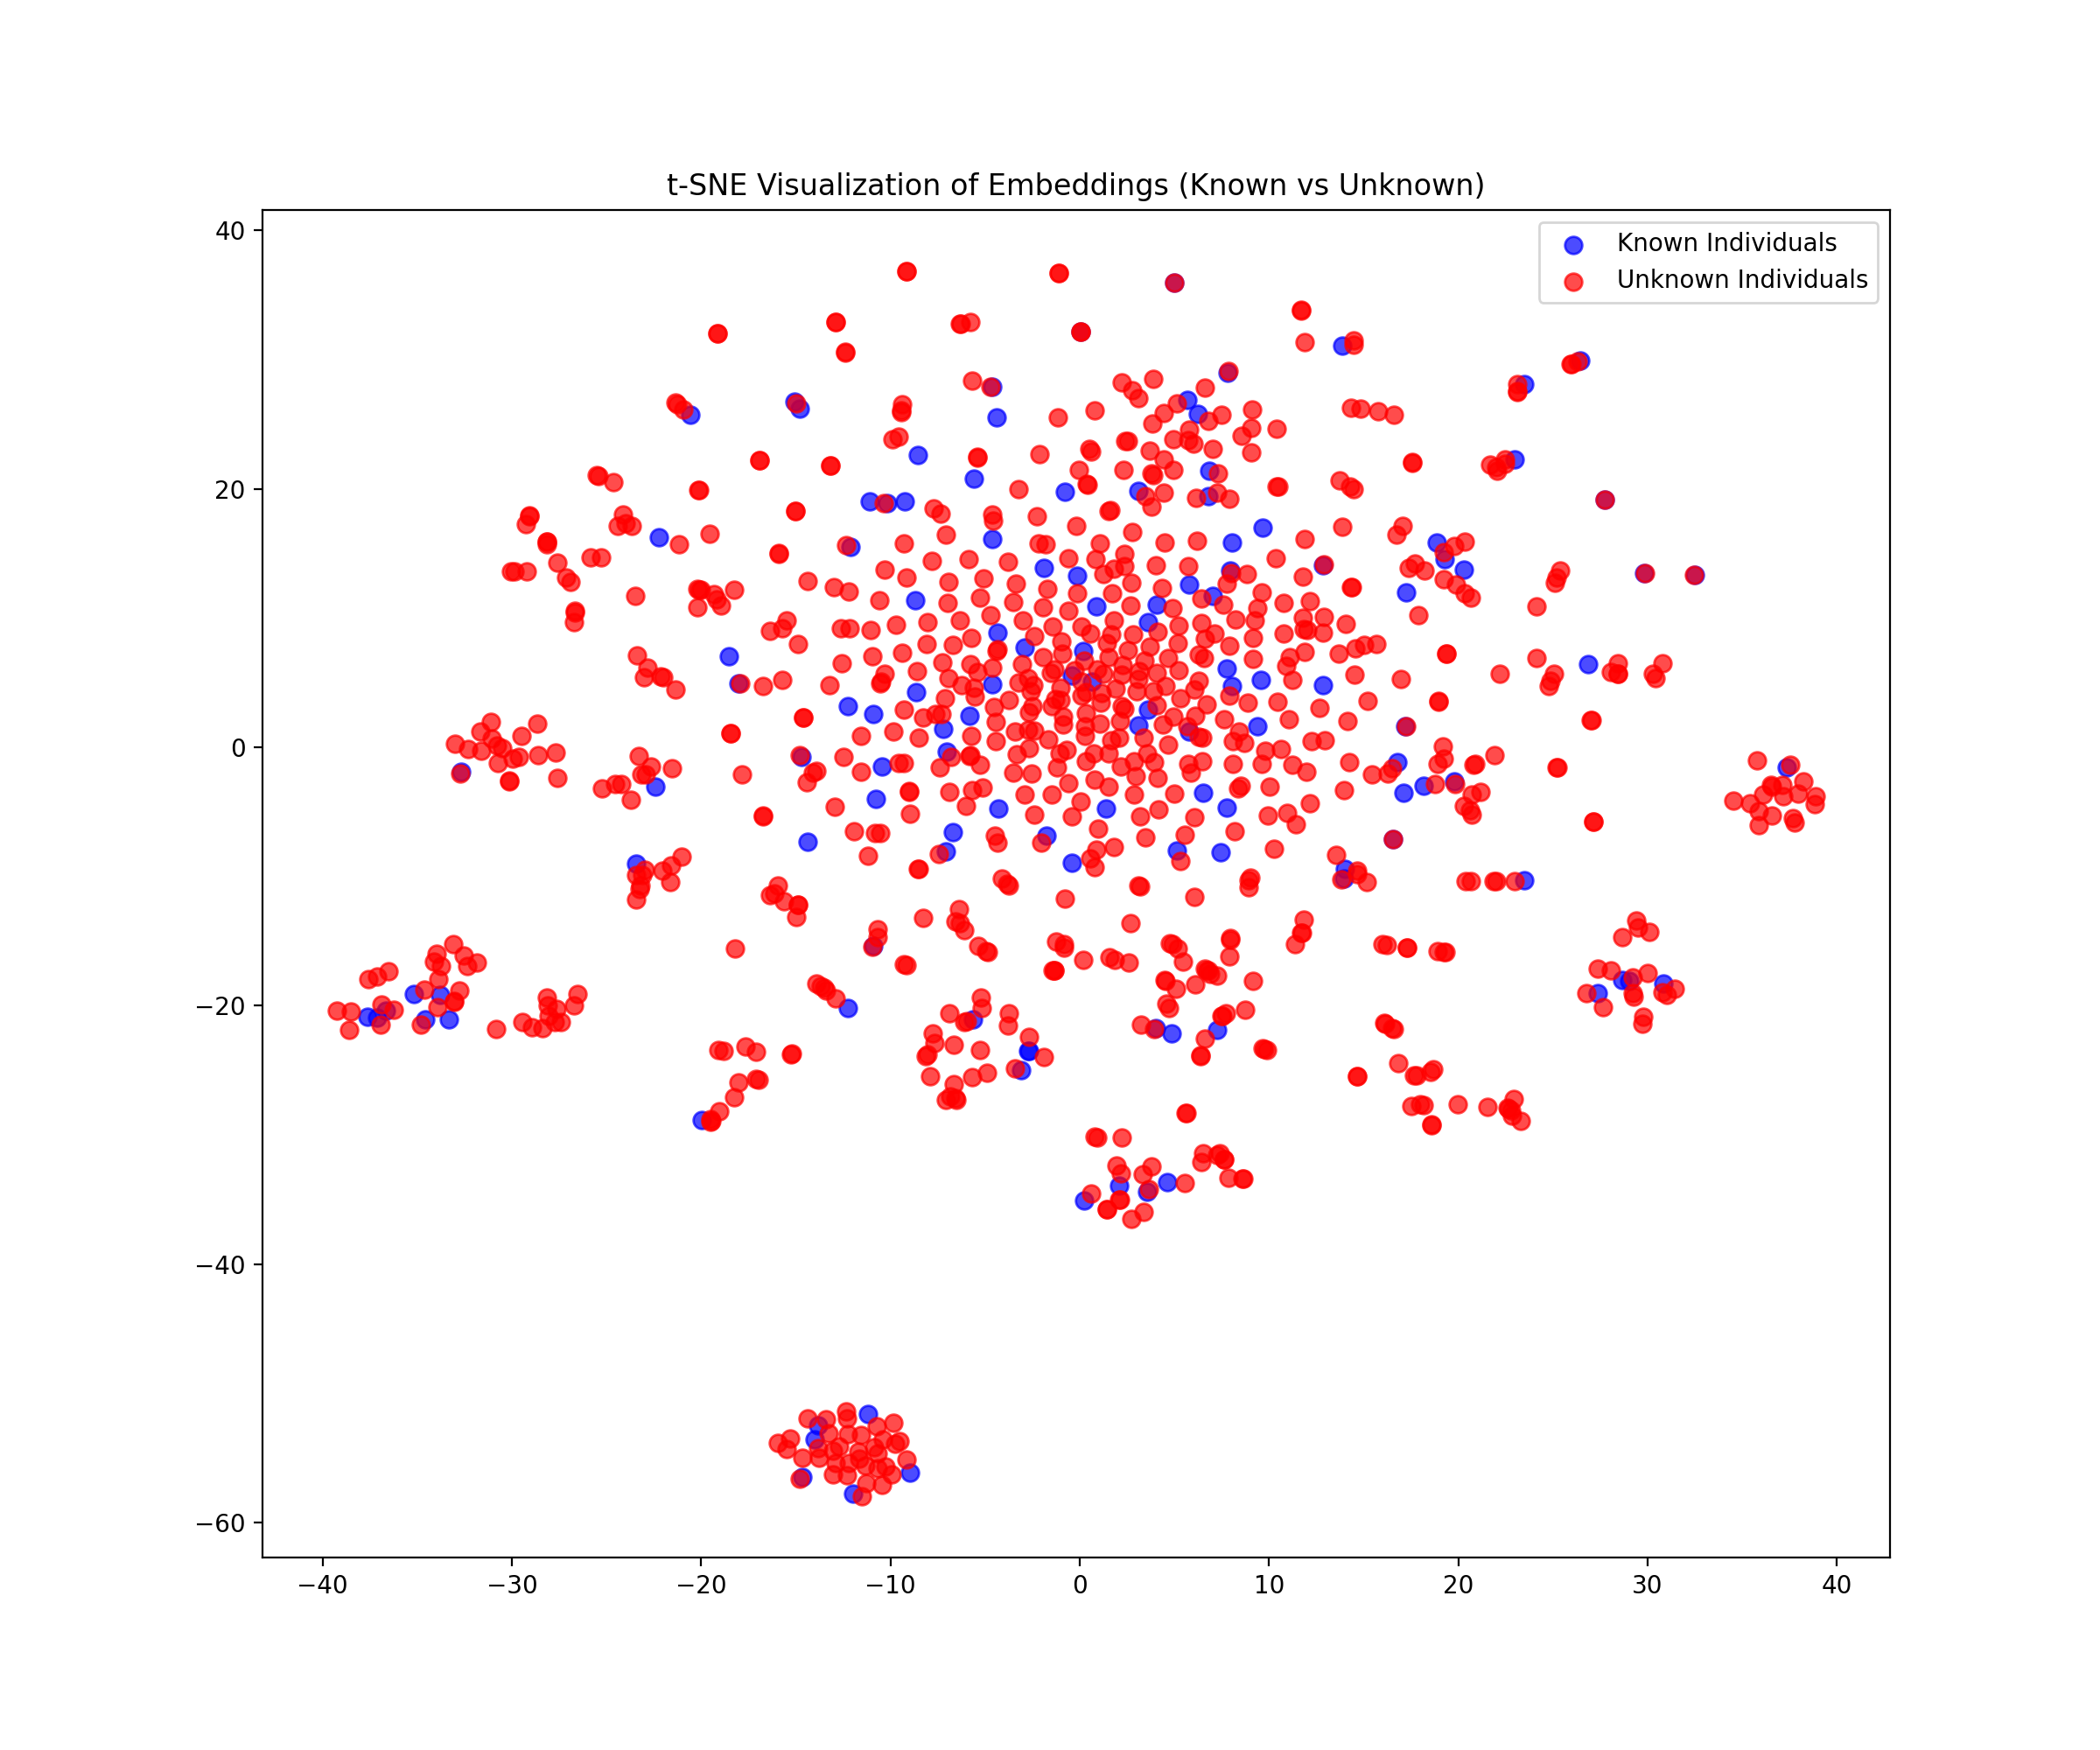 t-SNE Visualization of Embeddings (Known vs Unknown)
Known Individuals
Unknown Individuals
40
20
0
−20
−40
−60
−40 −30 −20 −10 0 10 20 30 40